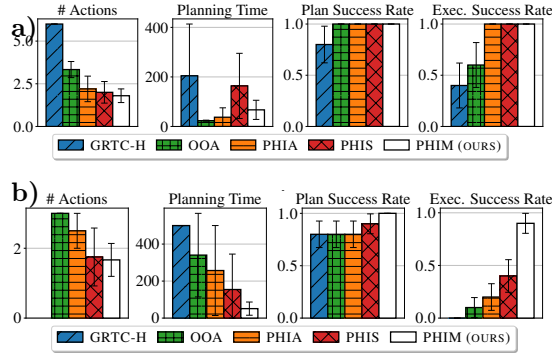 a) # Actions Planning Time Plan Success Rate Exec. Success Rate
5.0 400 1.0 1.0
2.5 200 0.5 0.5
0.0 0 0.0 0.0
GRTC-H OOA PHIA PHIS PHIM (OURS)
b) # Actions Planning Time Plan Success Rate Exec. Success Rate
2 400 1.0 1.0
200 0.5 0.5
0 0 0.0 0.0
GRTC-H OOA PHIA PHIS PHIM (OURS)